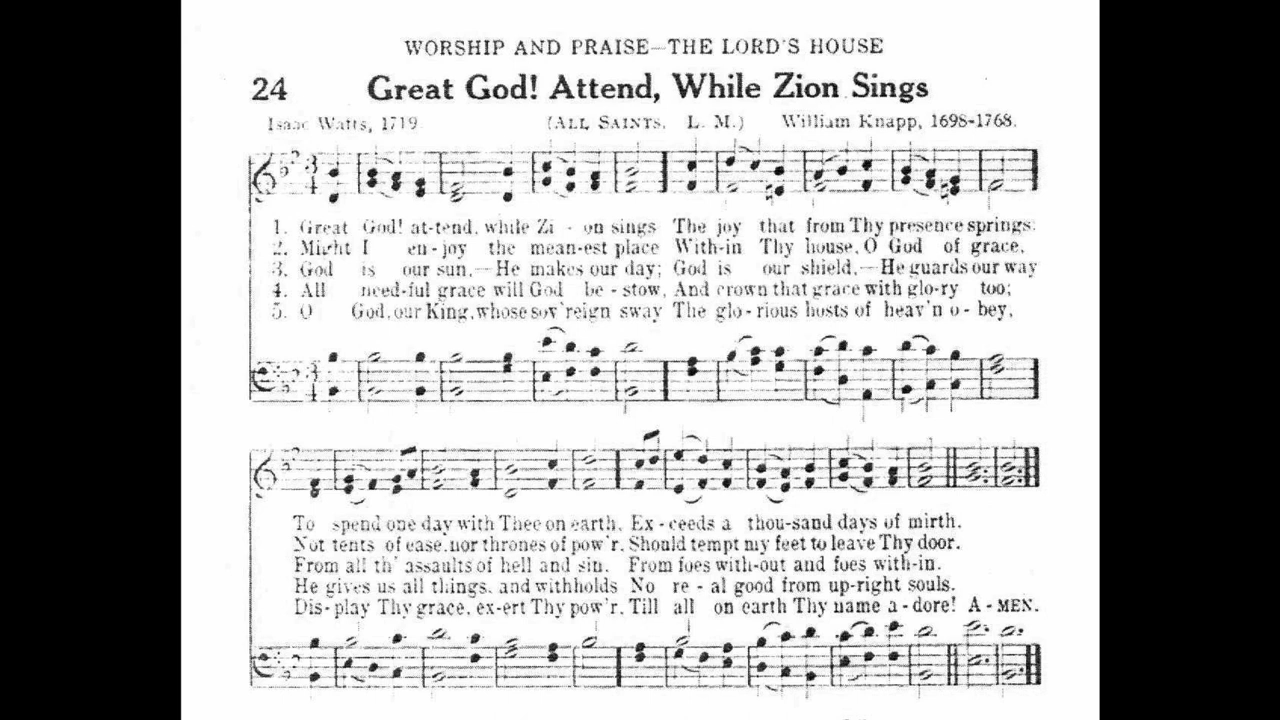 WORSHIP AND PRAISE—THE LORD'S HOUSE
24 Great God! Attend, While Zion Sings
Isaac Watts, 1719 (ALL SAINTS. L. M.) William Knapp, 1698-1768.
1. Great God! at-tend, while Zi - on sings The joy that from Thy presence springs:
2. Might I en-joy the mean-est place With-in Thy house, O God of grace,
3. God is our sun,—He makes our day; God is our shield,—He guards our way
4. All need-ful grace will God be-stow, And crown that grace with glo-ry too;
5. O God, our King, whose sov'reign sway The glo-rious hosts of heav'n o-bey,
To spend one day with Thee on earth, Ex-ceeds a thou-sand days of mirth.
Not tents of ease, nor thrones of pow'r, Should tempt my feet to leave Thy door.
From all th' assaults of hell and sin, From foes with-out and foes with-in.
He gives us all things, and withholds No re-al good from up-right souls.
Dis-play Thy grace, ex-ert Thy pow'r, Till all on earth Thy name a-dore! A-MEN.